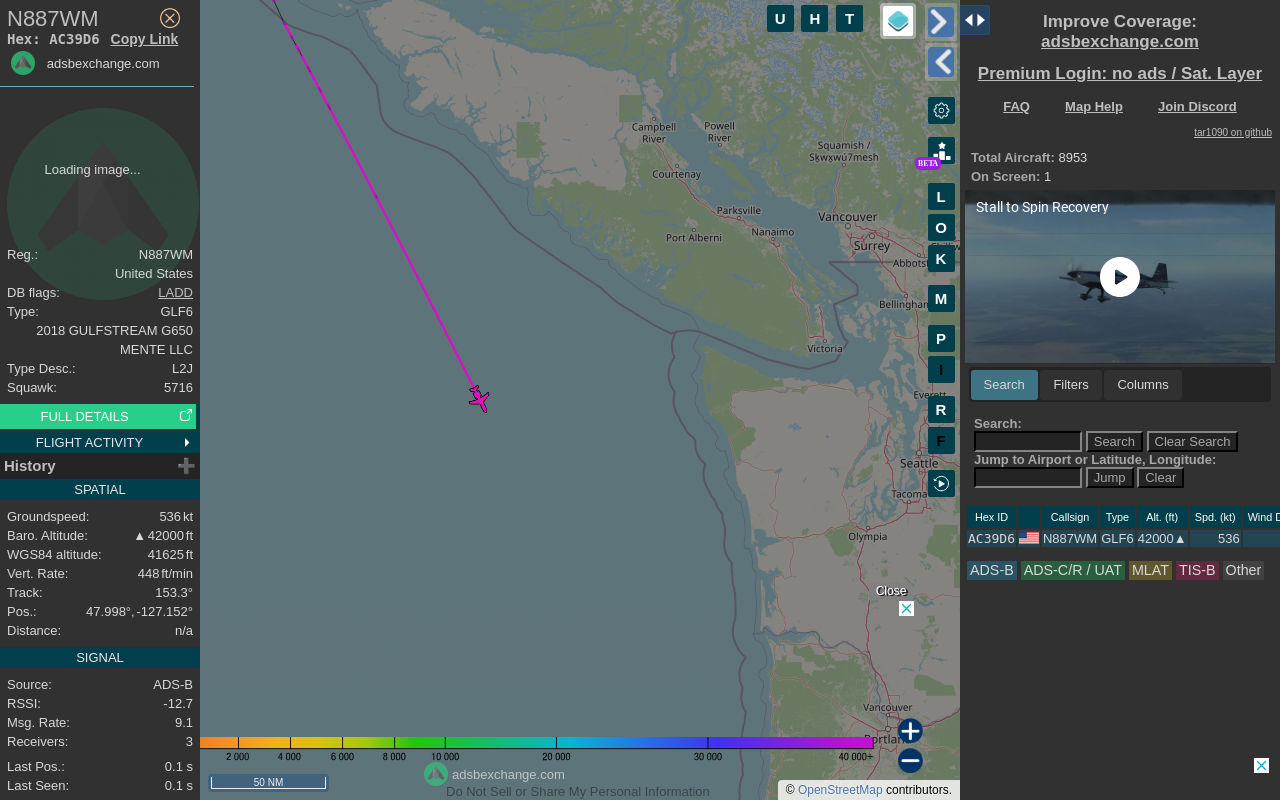 N887WM
Hex: AC39D6 Copy Link
adsbexchange.com
Loading image...
Reg.: N887WM
United States
DB flags: LADD
Type: GLF6
2018 GULFSTREAM G650
MENTE LLC
Type Desc.: L2J
Squawk: 5716
FULL DETAILS
FLIGHT ACTIVITY
History
SPATIAL
Groundspeed: 536 kt
Baro. Altitude: ▲ 42000 ft
WGS84 altitude: 41625 ft
Vert. Rate: 448 ft/min
Track: 153.3°
Pos.: 47.998°, -127.152°
Distance: n/a
SIGNAL
Source: ADS-B
RSSI: -12.7
Msg. Rate: 9.1
Receivers: 3
Last Pos.: 0.1 s
Last Seen: 0.1 s
U H T
BETA
L
O
K
M
P
I
R
F
Campbell
River
Powell
River
Courtenay
Squamish /
Sḵwx̱wú7mesh
Parksville
Nanaimo
Port Alberni
Vancouver
Surrey
Abbots
Bellingham
Victoria
Everett
Seattle
Tacoma
Olympia
Vancouver
Portland
Close
2 000 4 000 6 000 8 000 10 000 20 000 30 000 40 000+
50 NM
adsbexchange.com
Do Not Sell or Share My Personal Information
© OpenStreetMap contributors.
Improve Coverage:
adsbexchange.com
Premium Login: no ads / Sat. Layer
FAQ Map Help Join Discord
tar1090 on github
Total Aircraft: 8953
On Screen: 1
Stall to Spin Recovery
Search Filters Columns
Search:
Search Clear Search
Jump to Airport or Latitude, Longitude:
Jump Clear
Hex ID Callsign Type Alt. (ft) Spd. (kt) Wind D
AC39D6 N887WM GLF6 42000▲ 536
ADS-B ADS-C/R / UAT MLAT TIS-B Other